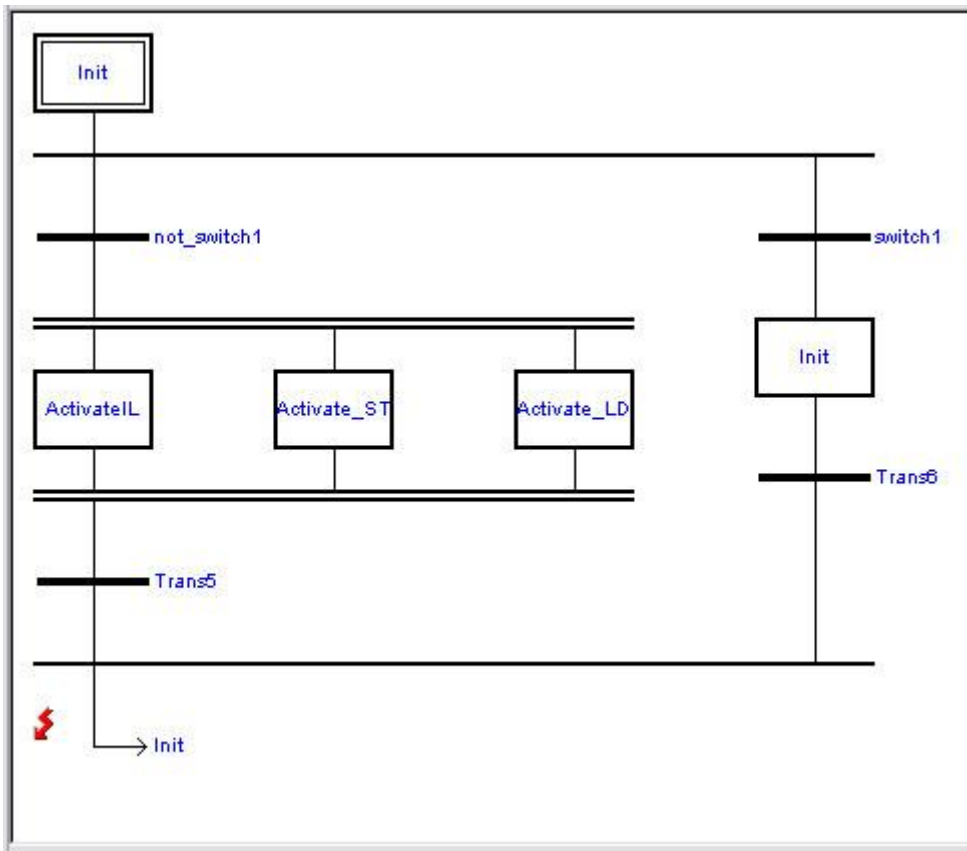 Init
not_switch1
switch1
Init
ActivateIL
Activate_ST
Activate_LD
Trans6
Trans5
Init